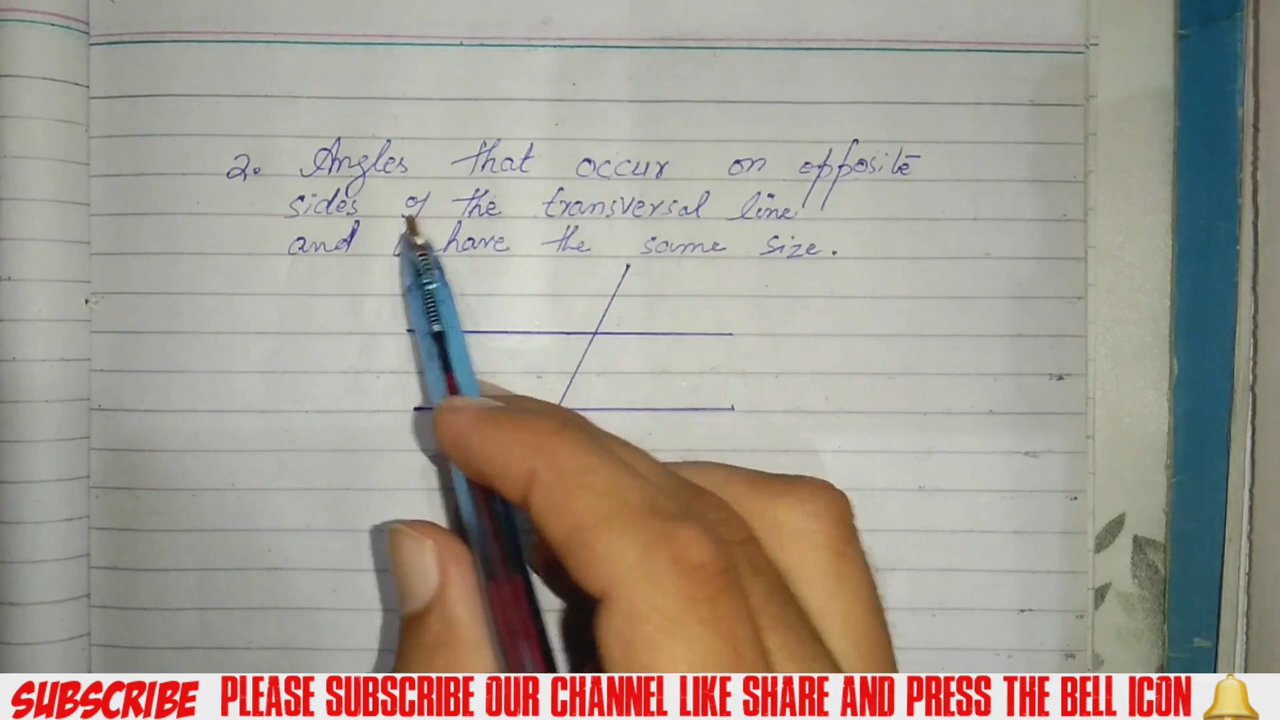 2. Angles that occur on opposite
sides of the transversal line
and have the same size.
SUBSCRIBE PLEASE SUBSCRIBE OUR CHANNEL LIKE SHARE AND PRESS THE BELL ICON